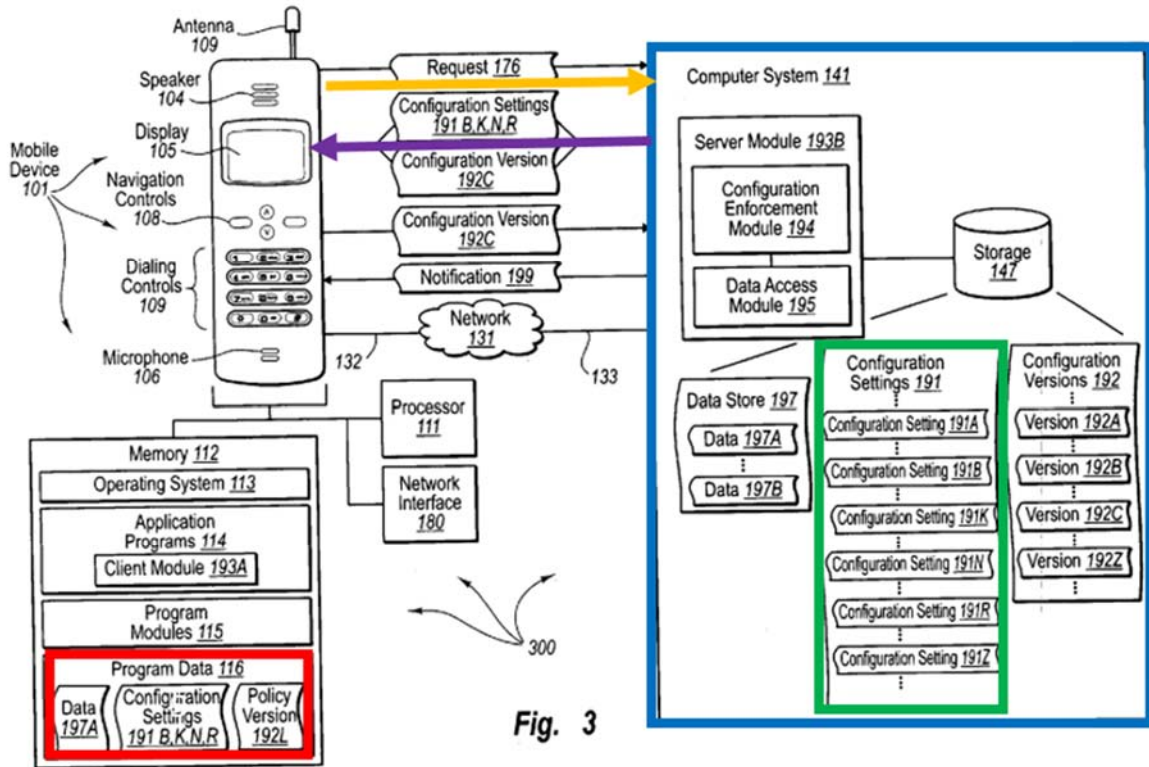 Antenna
109
Speaker
104
Display
105
Mobile
Device
101
Navigation
Controls
108
Dialing
Controls
109
Microphone
106
Request 176
Configuration Settings
191 B,K,N,R
Configuration Version
192C
Configuration Version
192C
Notification 199
Network
131
132
133
Processor
111
Network
Interface
180
Memory 112
Operating System 113
Application
Programs 114
Client Module 193A
Program
Modules 115
Program Data 116
Data
197A
Configuration
Settings
191 B,K,N,R
Policy
Version
192L
300
Fig. 3
Computer System 141
Server Module 193B
Configuration
Enforcement
Module 194
Data Access
Module 195
Storage
147
Data Store 197
Data 197A
Data 197B
Configuration
Settings 191
Configuration Setting 191A
Configuration Setting 191B
Configuration Setting 191K
Configuration Setting 191N
Configuration Setting 191R
Configuration Setting 191Z
Configuration
Versions 192
Version 192A
Version 192B
Version 192C
Version 192Z